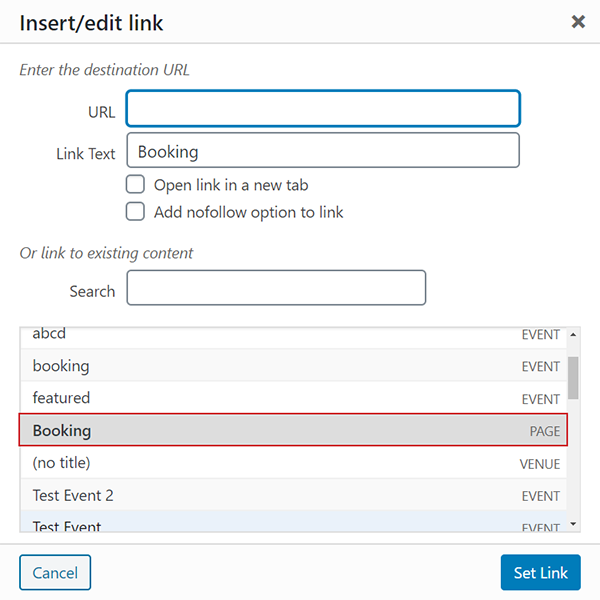 Insert/edit link
Enter the destination URL
URL
Link Text Booking
Open link in a new tab
Add nofollow option to link
Or link to existing content
Search
abcd EVENT
booking EVENT
featured EVENT
Booking PAGE
(no title) VENUE
Test Event 2 EVENT
Test Event EVENT
Cancel Set Link